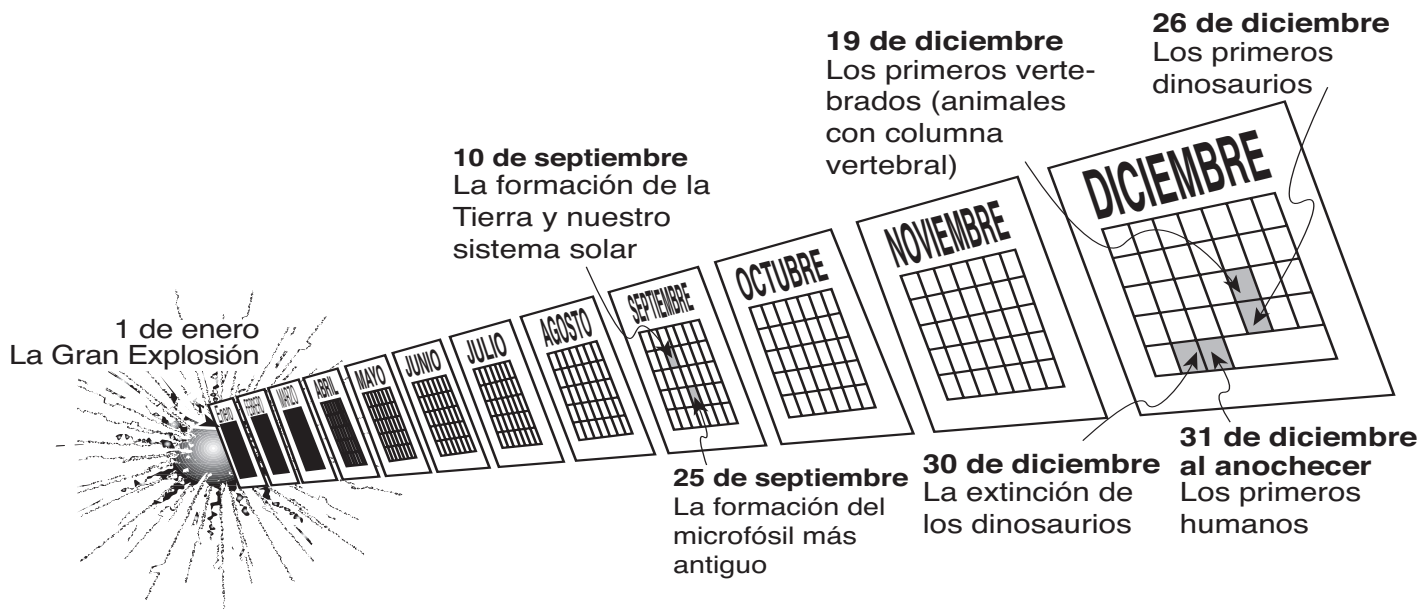 1 de enero
La Gran Explosión
10 de septiembre
La formación de la
Tierra y nuestro
sistema solar
19 de diciembre
Los primeros verte-
brados (animales
con columna
vertebral)
26 de diciembre
Los primeros
dinosaurios
Enero
FEBRERO
MARZO
ABRIL
MAYO
JUNIO
JULIO
AGOSTO
SEPTIEMBRE
OCTUBRE
NOVIEMBRE
DICIEMBRE
25 de septiembre
La formación del
microfósil más
antiguo
30 de diciembre
La extinción de
los dinosaurios
31 de diciembre
al anochecer
Los primeros
humanos